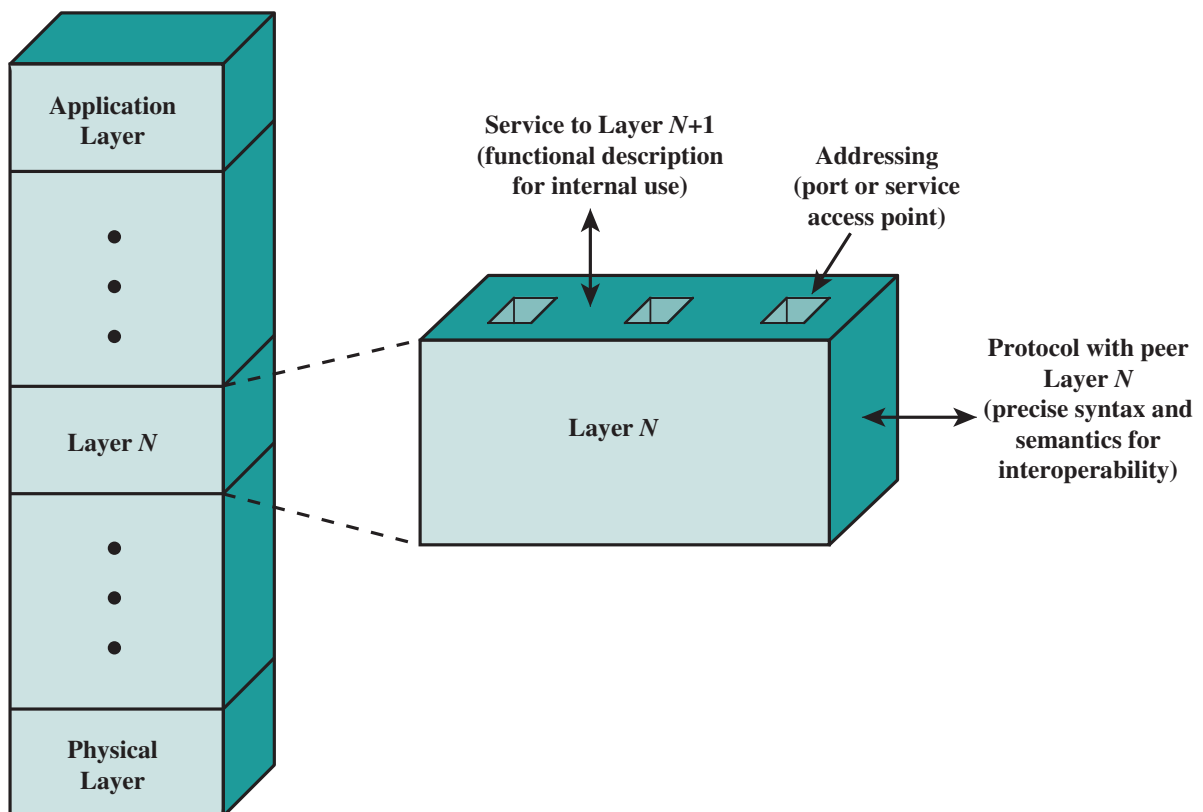 Application
Layer
Service to Layer N+1
(functional description
for internal use)
Addressing
(port or service
access point)
Layer N
Layer N
Protocol with peer
Layer N
(precise syntax and
semantics for
interoperability)
Physical
Layer